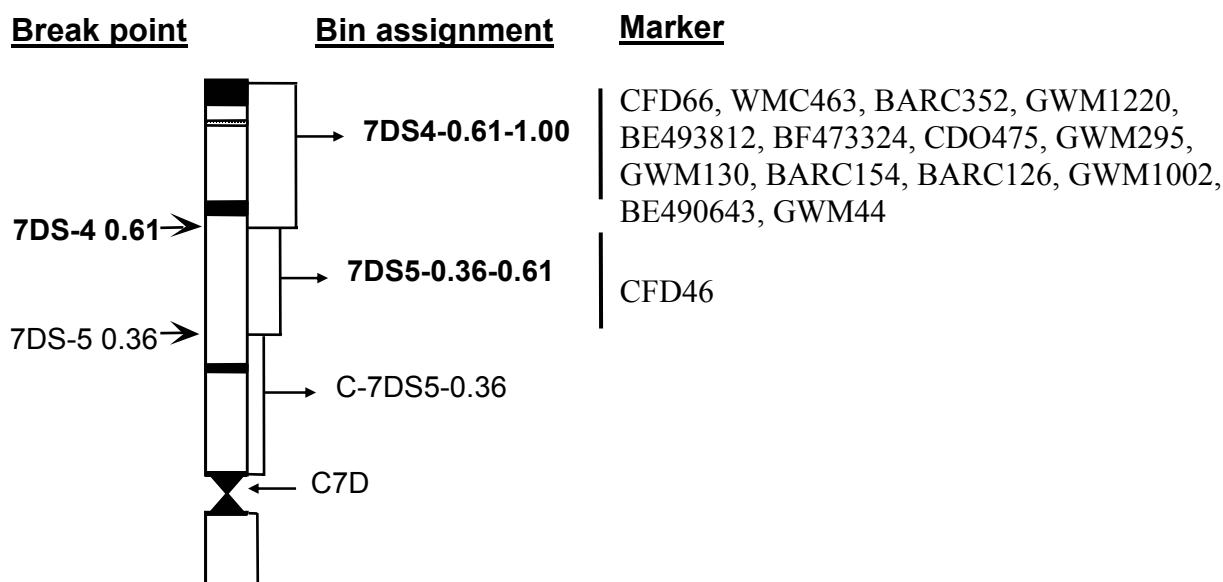 Break point
Bin assignment
Marker
7DS4-0.61-1.00
CFD66, WMC463, BARC352, GWM1220,
BE493812, BF473324, CDO475, GWM295,
GWM130, BARC154, BARC126, GWM1002,
BE490643, GWM44
7DS-4 0.61
7DS5-0.36-0.61
CFD46
7DS-5 0.36
C-7DS5-0.36
C7D